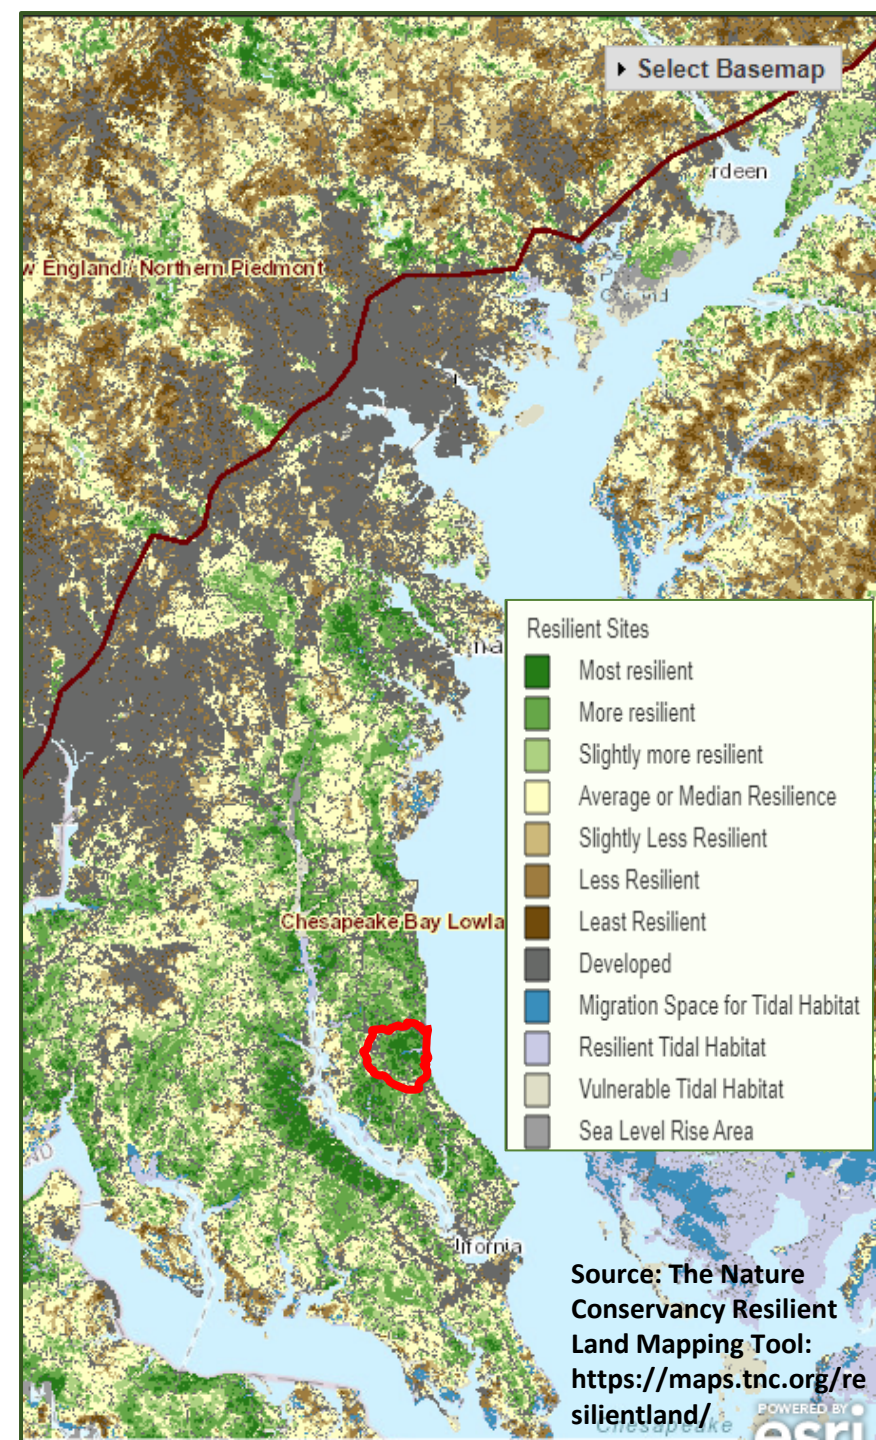 Select Basemap
rdeen
w England / Northern Piedmont
na
Resilient Sites
Most resilient
More resilient
Slightly more resilient
Average or Median Resilience
Slightly Less Resilient
Less Resilient
Least Resilient
Developed
Migration Space for Tidal Habitat
Resilient Tidal Habitat
Vulnerable Tidal Habitat
Sea Level Rise Area
Chesapeake Bay Lowla
ND
lifornia
Source: The Nature
Conservancy Resilient
Land Mapping Tool:
https://maps.tnc.org/re
silientland/
Chesapeake
POWERED BY
esri